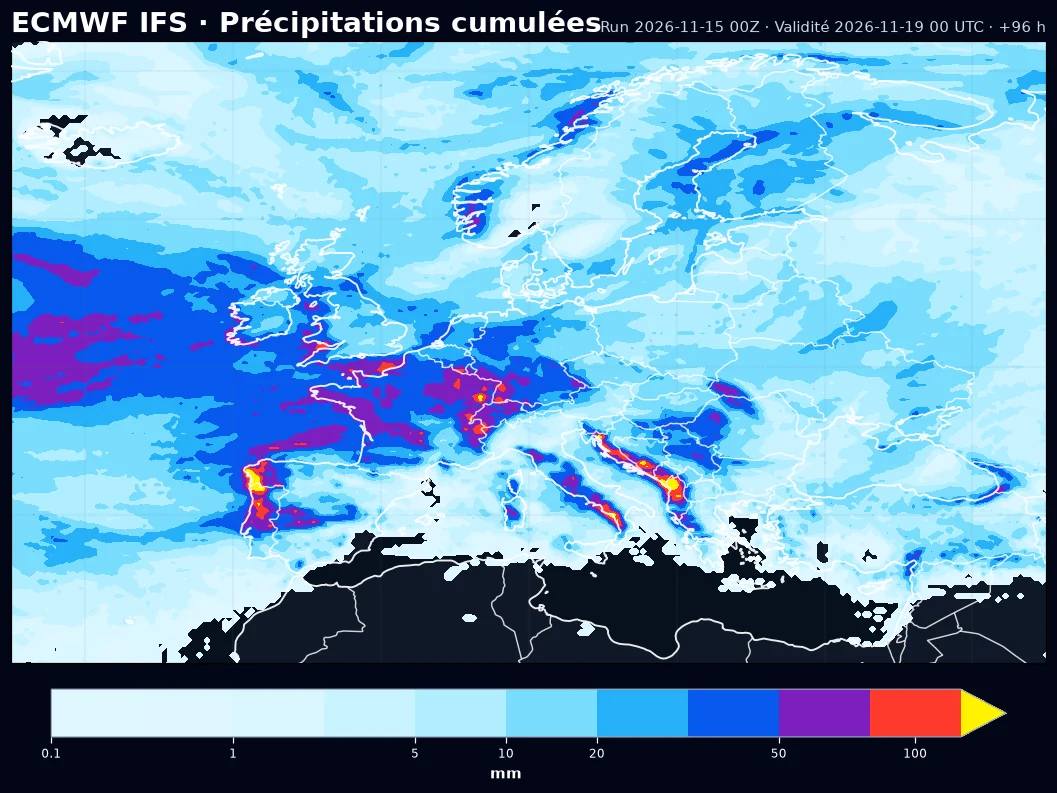 ECMWF IFS · Précipitations cumulées
Run 2026-11-15 00Z · Validité 2026-11-19 00 UTC · +96 h
0.1 1 5 10 20 50 100
mm